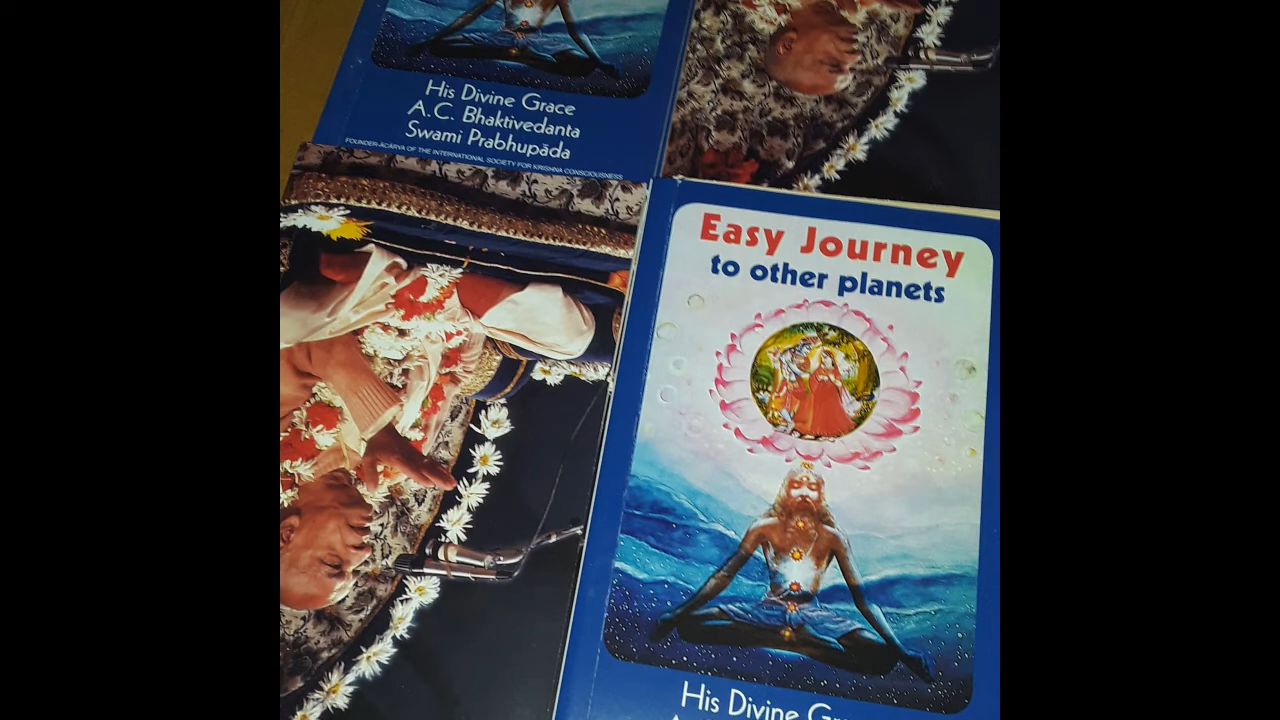 His Divine Grace
A.C. Bhaktivedanta
Swami Prabhupāda
FOUNDER-ĀCĀRYA OF THE INTERNATIONAL SOCIETY FOR KRISHNA CONSCIOUSNESS
Easy Journey
to other planets
His Divine